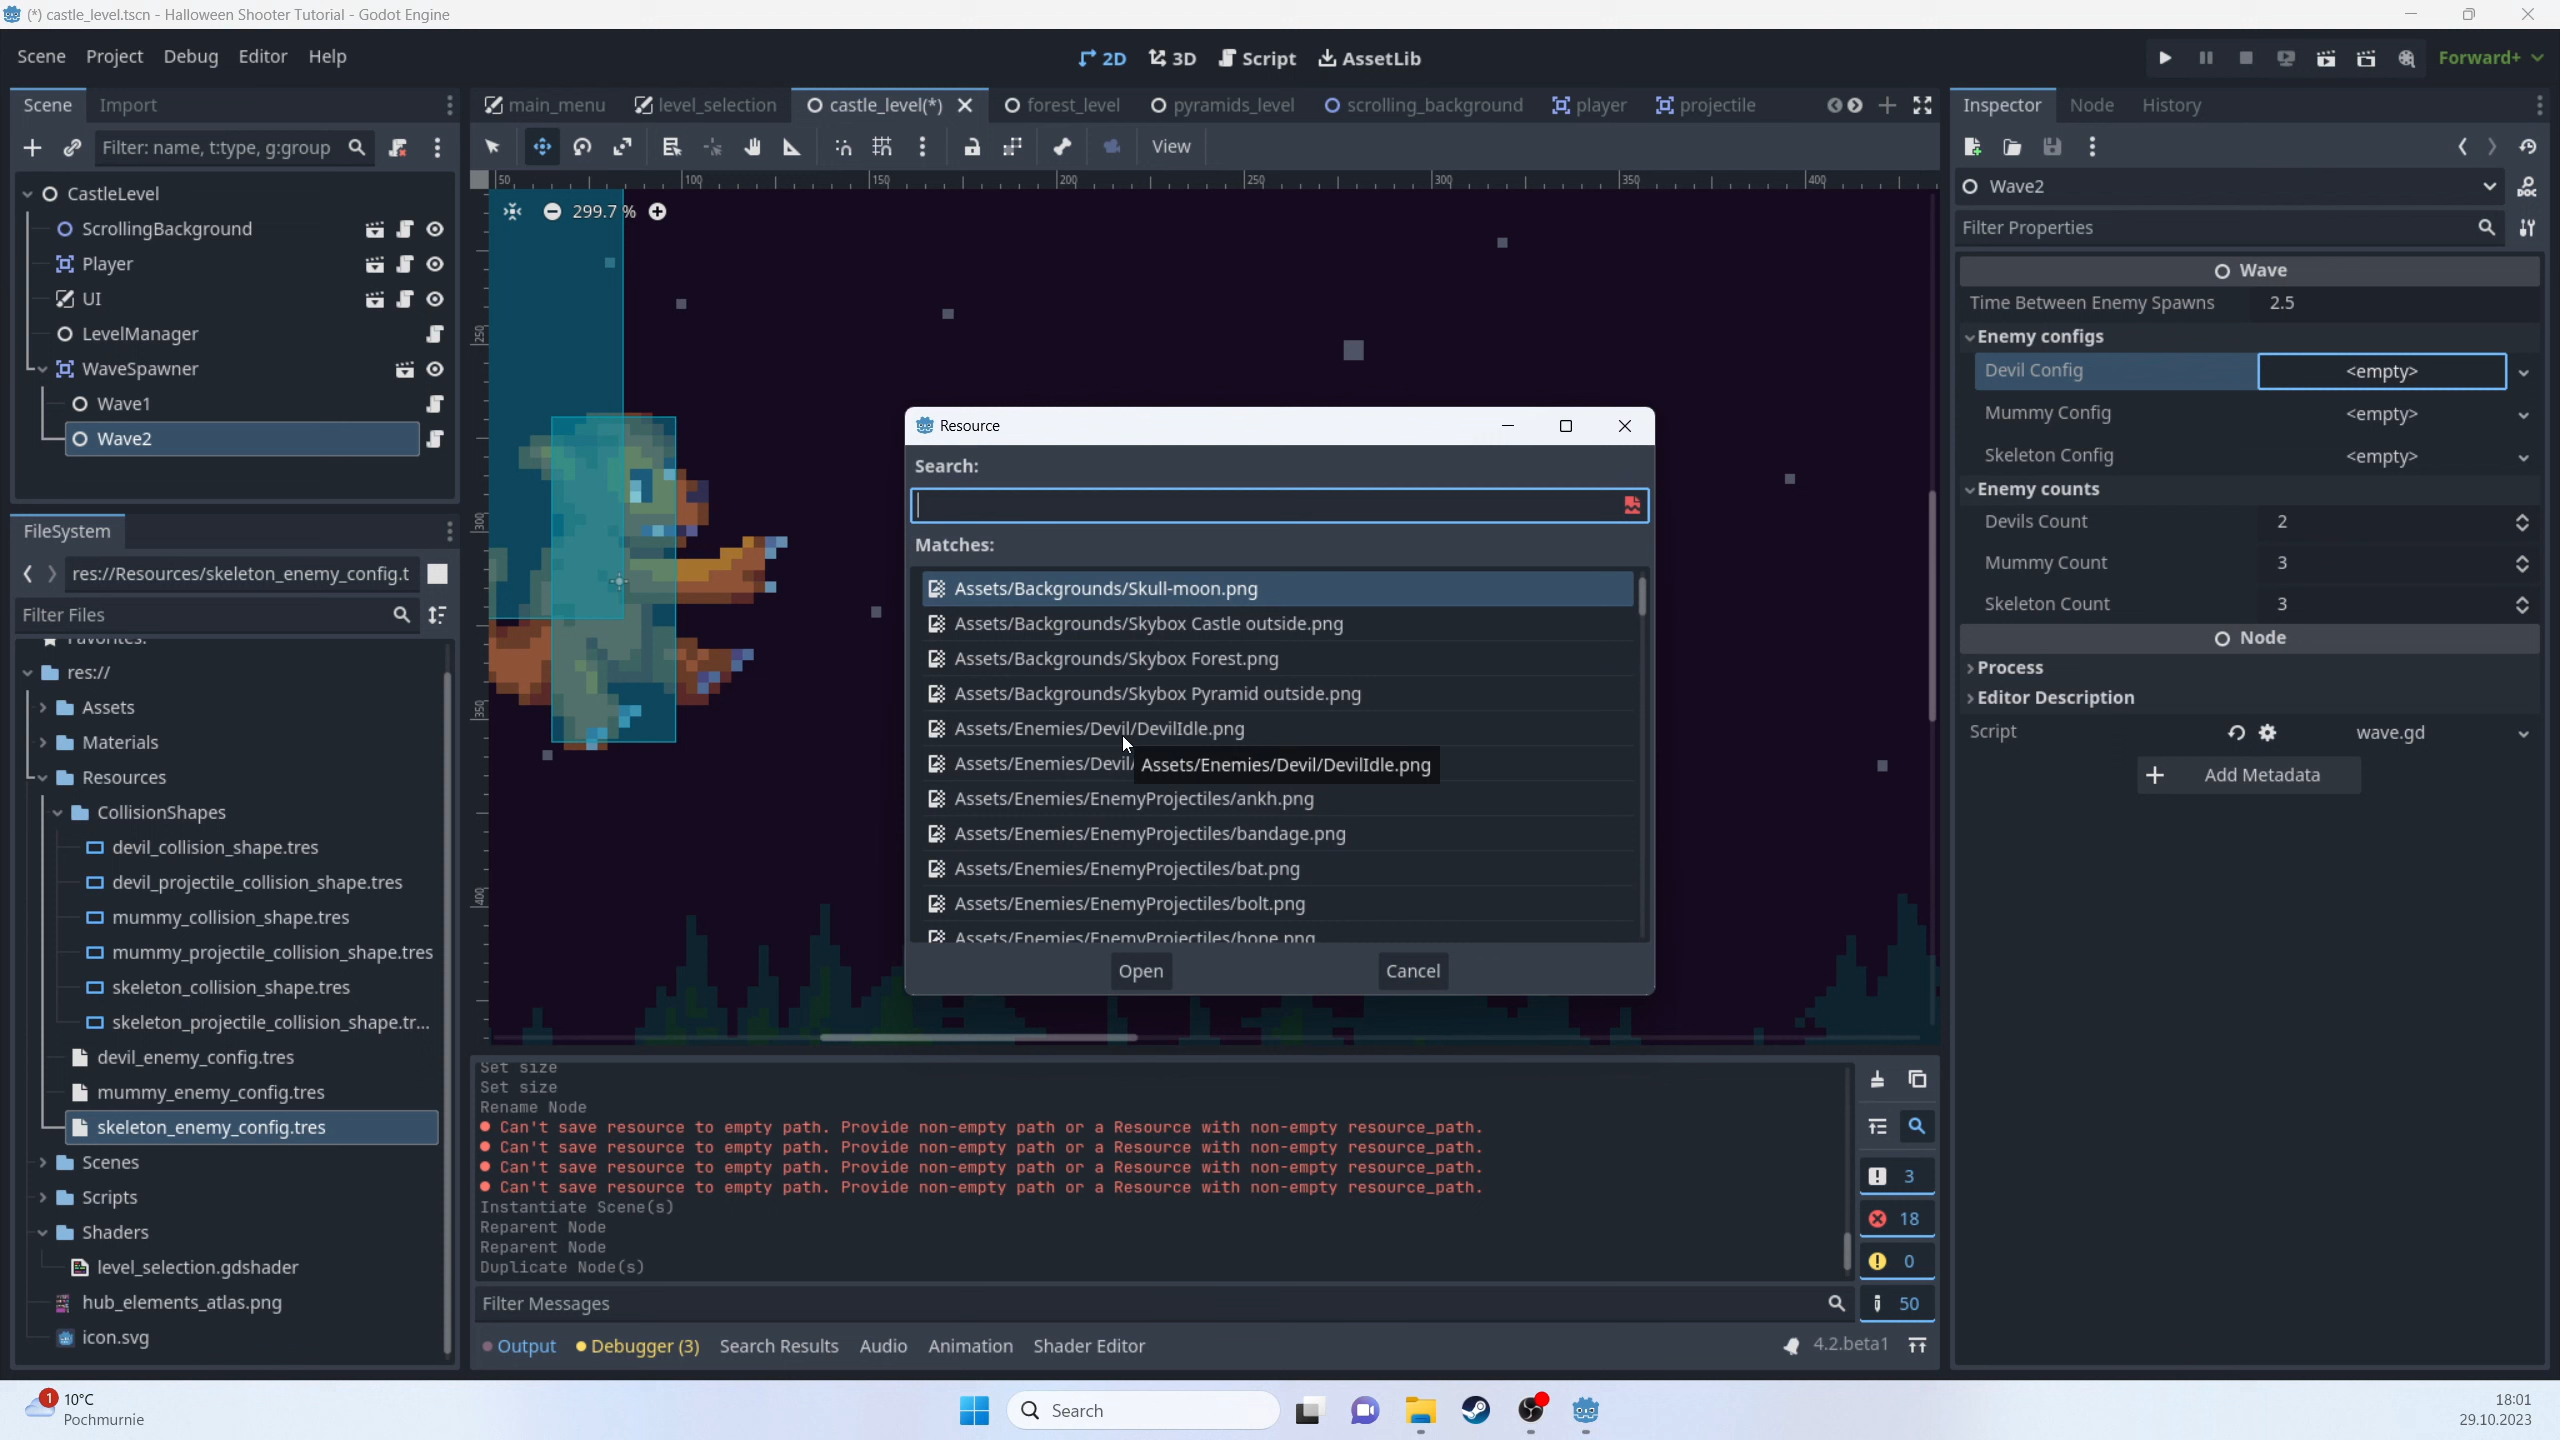 (*) castle_level.tscn - Halloween Shooter Tutorial - Godot Engine
Scene Project Debug Editor Help
2D 3D Script AssetLib
Forward+
Scene Import
Filter: name, t:type, g:group
CastleLevel
ScrollingBackground
Player
UI
LevelManager
WaveSpawner
Wave1
Wave2
FileSystem
res://Resources/skeleton_enemy_config.t
Filter Files
Favorites:
res://
Assets
Materials
Resources
CollisionShapes
devil_collision_shape.tres
devil_projectile_collision_shape.tres
mummy_collision_shape.tres
mummy_projectile_collision_shape.tres
skeleton_collision_shape.tres
skeleton_projectile_collision_shape.tr...
devil_enemy_config.tres
mummy_enemy_config.tres
skeleton_enemy_config.tres
Scenes
Scripts
Shaders
level_selection.gdshader
hub_elements_atlas.png
icon.svg
main_menu level_selection castle_level(*) forest_level pyramids_level scrolling_background player projectile
View
50 100 150 200 250 300 350 400
299.7 %
250
300
350
400
Resource
Search:
Matches:
Assets/Backgrounds/Skull-moon.png
Assets/Backgrounds/Skybox Castle outside.png
Assets/Backgrounds/Skybox Forest.png
Assets/Backgrounds/Skybox Pyramid outside.png
Assets/Enemies/Devil/DevilIdle.png
Assets/Enemies/Devil/
Assets/Enemies/Devil/DevilIdle.png
Assets/Enemies/EnemyProjectiles/ankh.png
Assets/Enemies/EnemyProjectiles/bandage.png
Assets/Enemies/EnemyProjectiles/bat.png
Assets/Enemies/EnemyProjectiles/bolt.png
Assets/Enemies/EnemyProjectiles/bone.png
Open Cancel
Set size
Set size
Rename Node
Can't save resource to empty path. Provide non-empty path or a Resource with non-empty resource_path.
Can't save resource to empty path. Provide non-empty path or a Resource with non-empty resource_path.
Can't save resource to empty path. Provide non-empty path or a Resource with non-empty resource_path.
Can't save resource to empty path. Provide non-empty path or a Resource with non-empty resource_path.
Instantiate Scene(s)
Reparent Node
Reparent Node
Duplicate Node(s)
Filter Messages
3
18
0
50
Output Debugger (3) Search Results Audio Animation Shader Editor
4.2.beta1
Inspector Node History
Wave2
DOC
Filter Properties
Wave
Time Between Enemy Spawns 2.5
Enemy configs
Devil Config <empty>
Mummy Config <empty>
Skeleton Config <empty>
Enemy counts
Devils Count 2
Mummy Count 3
Skeleton Count 3
Node
Process
Editor Description
Script wave.gd
Add Metadata
1
10°C
Pochmurnie
Search
18:01
29.10.2023